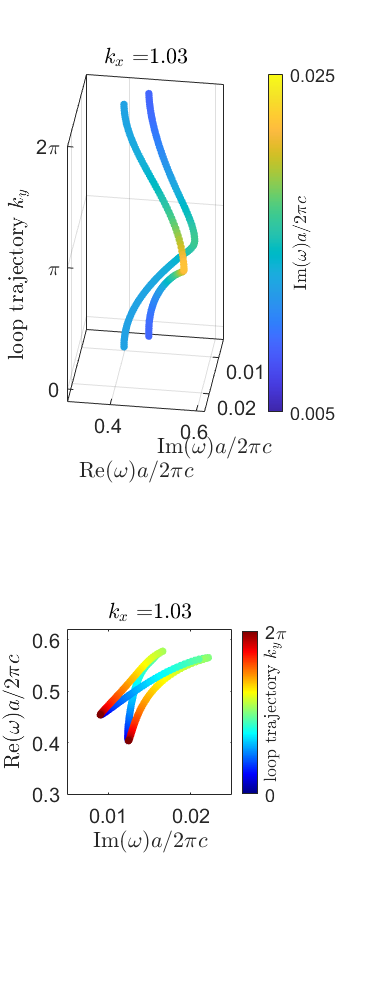 k_x =1.03
0.025
2π
π
0
loop trajectory k_y
Im(ω)a/2πc
0.005
0.01
0.02
0.4
0.6
Im(ω)a/2πc
Re(ω)a/2πc
k_x =1.03
0.6
0.5
0.4
0.3
Re(ω)a/2πc
2π
loop trajectory k_y
0
0.01
0.02
Im(ω)a/2πc